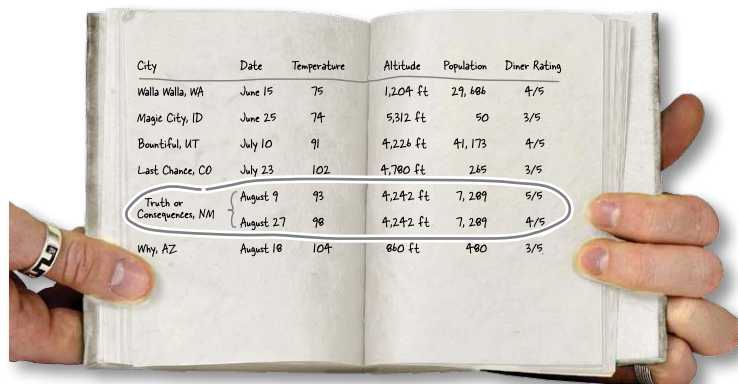 City Date Temperature Altitude Population Diner Rating
Walla Walla, WA June 15 75 1,204 ft 29,686 4/5
Magic City, ID June 25 74 5,312 ft 50 3/5
Bountiful, UT July 10 91 4,226 ft 41,173 4/5
Last Chance, CO July 23 102 4,780 ft 265 3/5
Truth or Consequences, NM August 9 93 4,242 ft 7,289 5/5
August 27 98 4,242 ft 7,289 4/5
Why, AZ August 18 104 860 ft 480 3/5